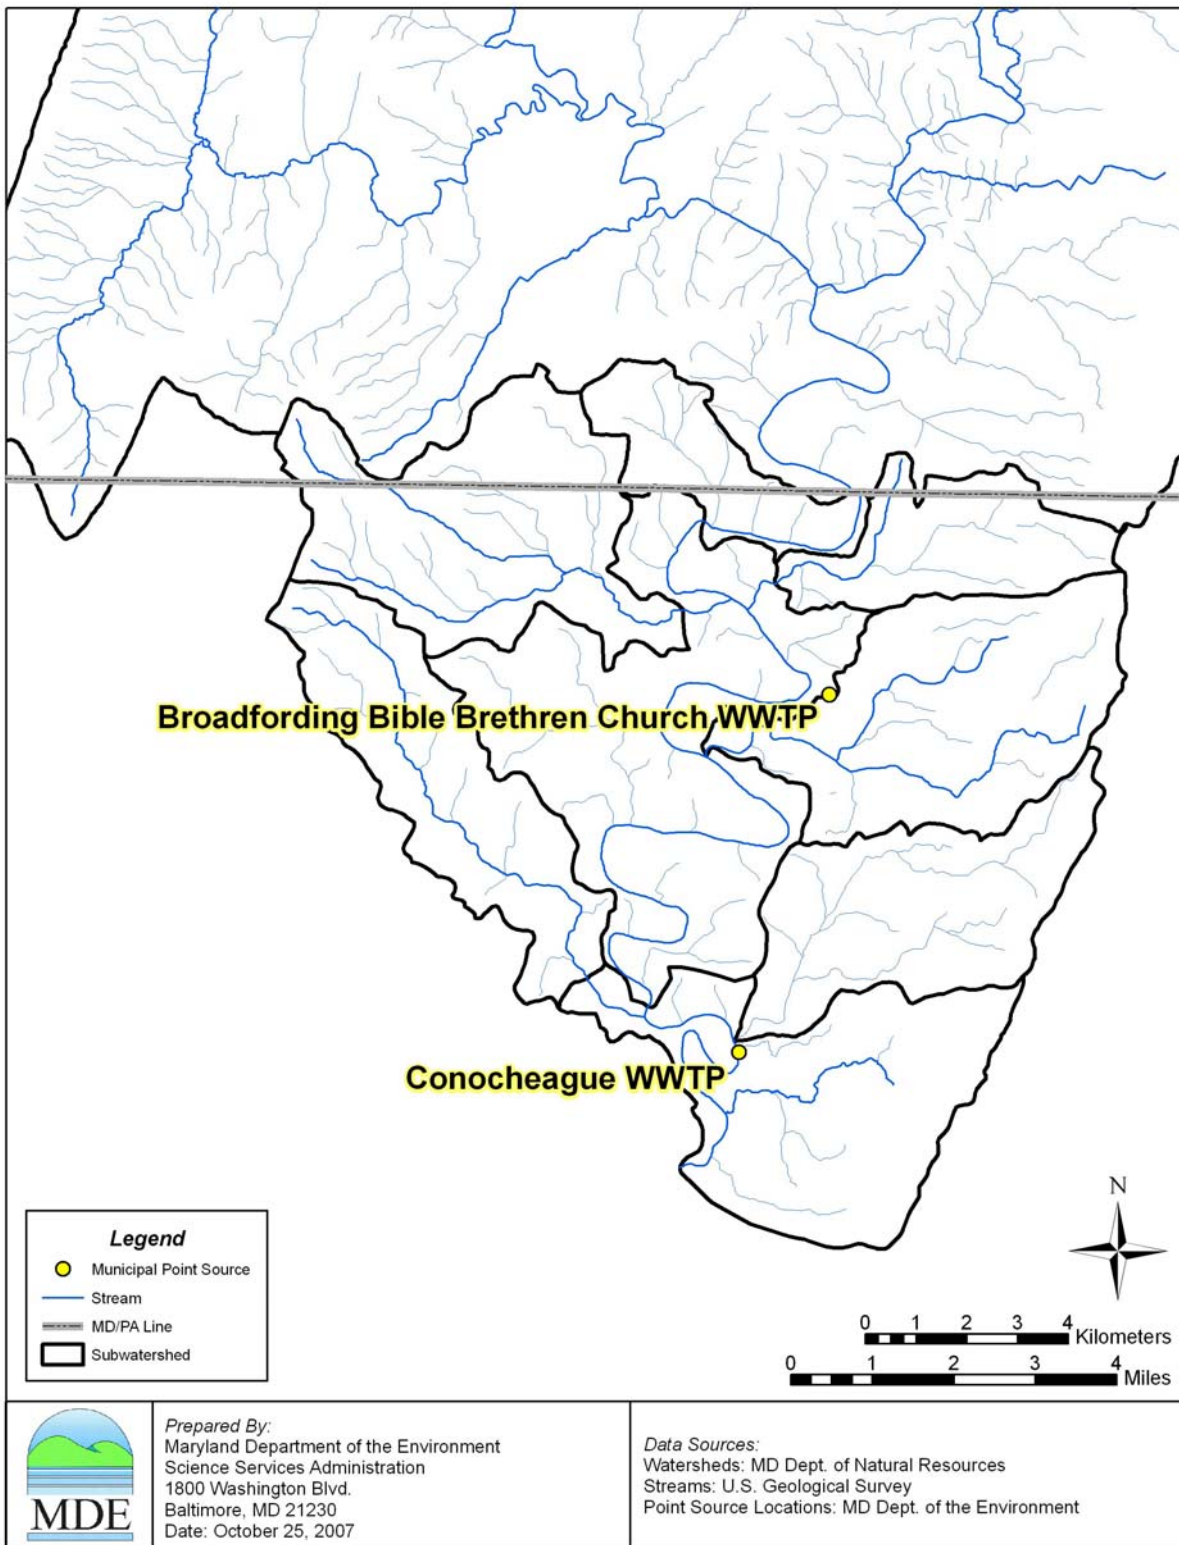 Broadfording Bible Brethren Church WWTP
Conocheague WWTP
N
Legend
Municipal Point Source
Stream
MD/PA Line
Subwatershed
0 1 2 3 4 Kilometers
0 1 2 3 4 Miles
MDE
Prepared By:
Maryland Department of the Environment
Science Services Administration
1800 Washington Blvd.
Baltimore, MD 21230
Date: October 25, 2007
Data Sources:
Watersheds: MD Dept. of Natural Resources
Streams: U.S. Geological Survey
Point Source Locations: MD Dept. of the Environment